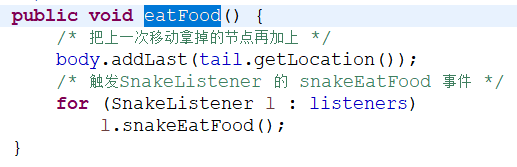 public void eatFood() {
/* 把上一次移动拿掉的节点再加上 */
body.addLast(tail.getLocation());
/* 触发SnakeListener 的 snakeEatFood 事件 */
for (SnakeListener l : listeners)
l.snakeEatFood();
}